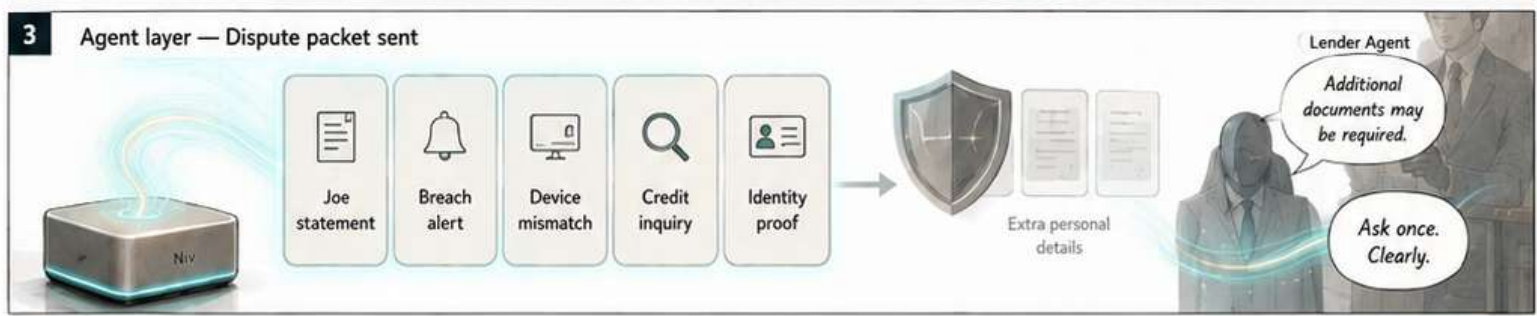 3
Agent layer — Dispute packet sent
Joe
statement
Breach
alert
Device
mismatch
Credit
inquiry
Identity
proof
Extra personal
details
Niv
Lender Agent
Additional
documents may
be required.
Ask once.
Clearly.